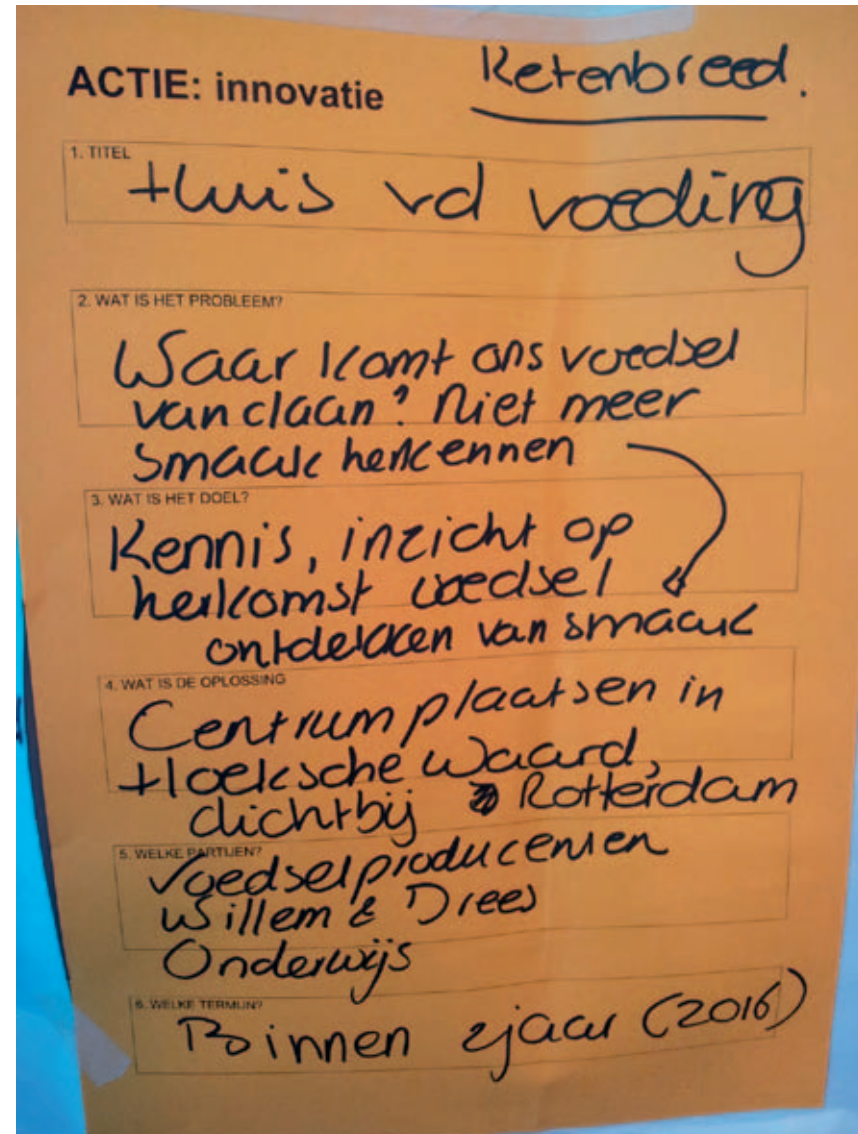 ACTIE: innovatie Ketenbreed.
1. TITEL
Huis vd voeding
2. WAT IS HET PROBLEEM?
Waar komt ons voedsel
vandaan? Niet meer
smaak herkennen
3. WAT IS HET DOEL?
Kennis, inzicht op
herkomst voedsel
ontdekken van smaak
4. WAT IS DE OPLOSSING
Centrum plaatsen in
Hoeksche Waard,
dichtbij Rotterdam
5. WELKE PARTIJEN?
Voedselproducenten
Willem & Drees
Onderwijs
6. WELKE TERMIJN?
Binnen 2jaar (2016)